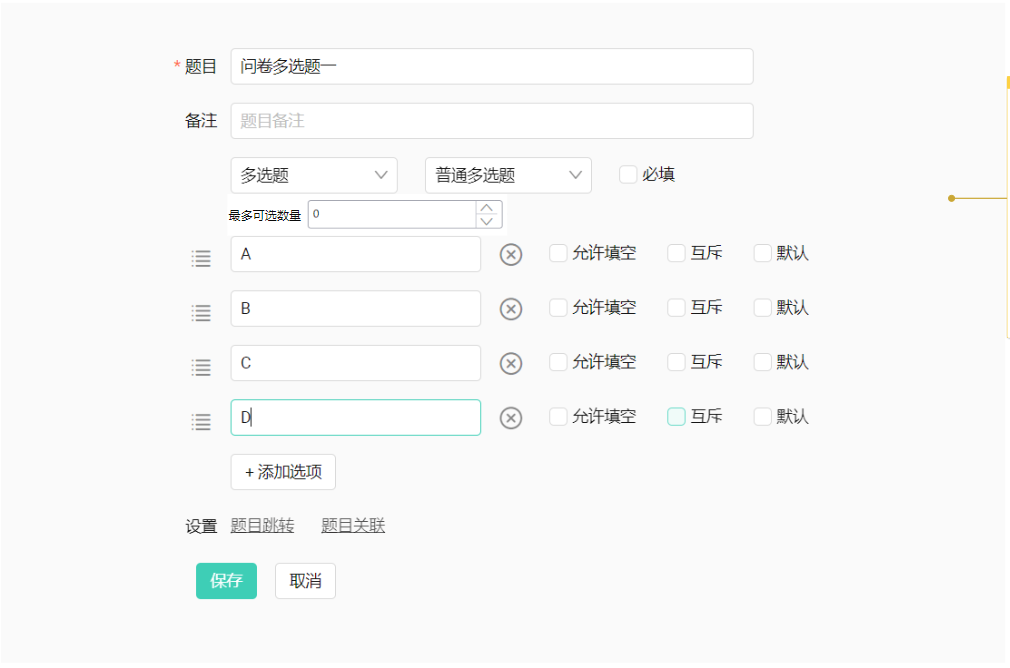 * 题目 问卷多选题一
备注 题目备注
多选题 普通多选题 必填
最多可选数量 0
A 允许填空 互斥 默认
B 允许填空 互斥 默认
C 允许填空 互斥 默认
D 允许填空 互斥 默认
+ 添加选项
设置 题目跳转 题目关联
保存 取消